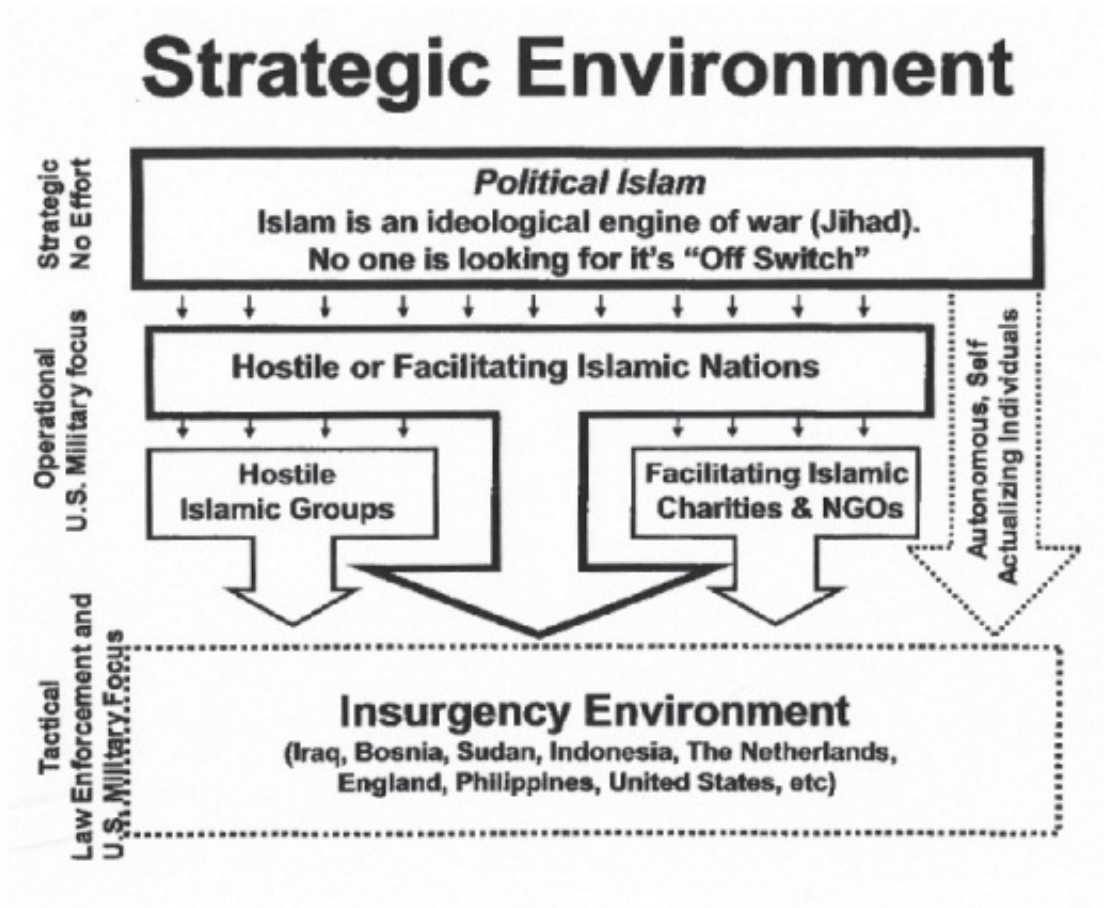 Strategic Environment
Strategic
No Effort
Political Islam
Islam is an ideological engine of war (Jihad).
No one is looking for it's “Off Switch”
Operational
U.S. Military focus
Hostile or Facilitating Islamic Nations
Autonomous, Self
Actualizing Individuals
Hostile
Islamic Groups
Facilitating Islamic
Charities & NGOs
Tactical
Law Enforcement and
U.S. Military Focus
Insurgency Environment
(Iraq, Bosnia, Sudan, Indonesia, The Netherlands,
England, Philippines, United States, etc)